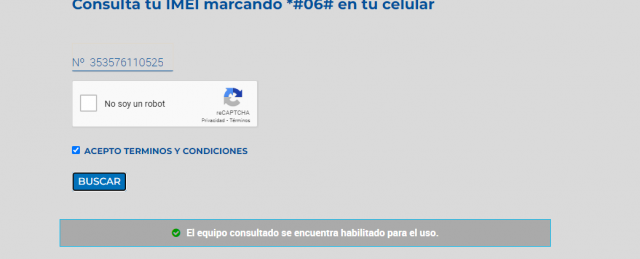 Consulta tu IMEI marcando *#06# en tu celular
Nº 353576110525
No soy un robot
reCAPTCHA
Privacidad - Términos
ACEPTO TERMINOS Y CONDICIONES
BUSCAR
El equipo consultado se encuentra habilitado para el uso.